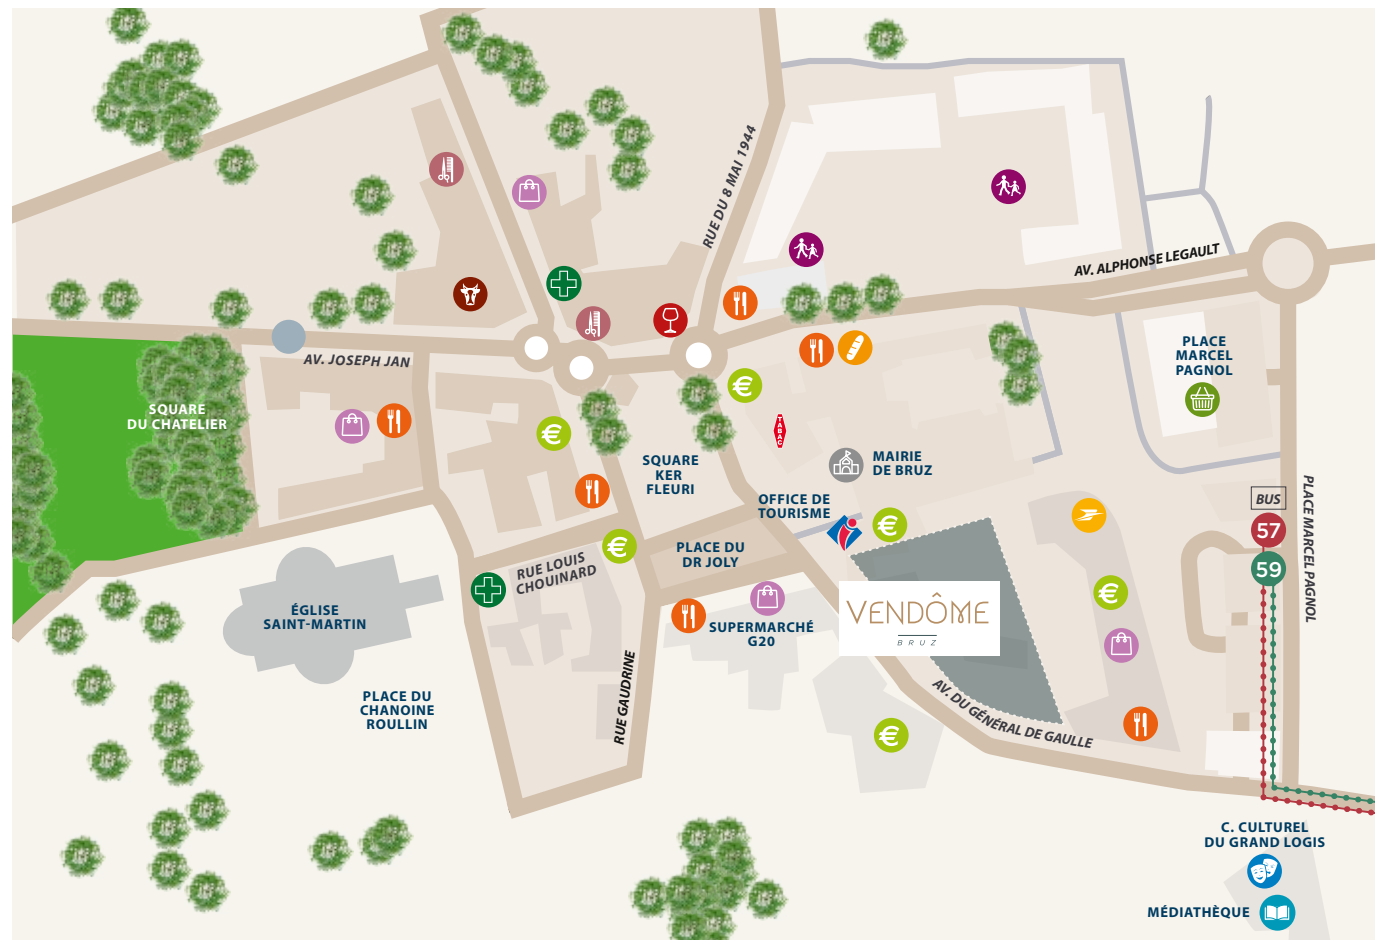 RUE DU 8 MAI 1944
AV. ALPHONSE LEGAULT
PLACE
MARCEL
PAGNOL
AV. JOSEPH JAN
SQUARE
DU CHATELIER
TABAC
SQUARE
KER
FLEURI
MAIRIE
DE BRUZ
OFFICE DE
TOURISME
BUS
57
59
PLACE MARCEL PAGNOL
PLACE DU
DR JOLY
RUE LOUIS
CHOUINARD
ÉGLISE
SAINT-MARTIN
VENDÔME
BRUZ
SUPERMARCHÉ
G20
PLACE DU
CHANOINE
ROULLIN
RUE GAUDRINE
AV. DU GÉNÉRAL DE GAULLE
C. CULTUREL
DU GRAND LOGIS
MÉDIATHÈQUE